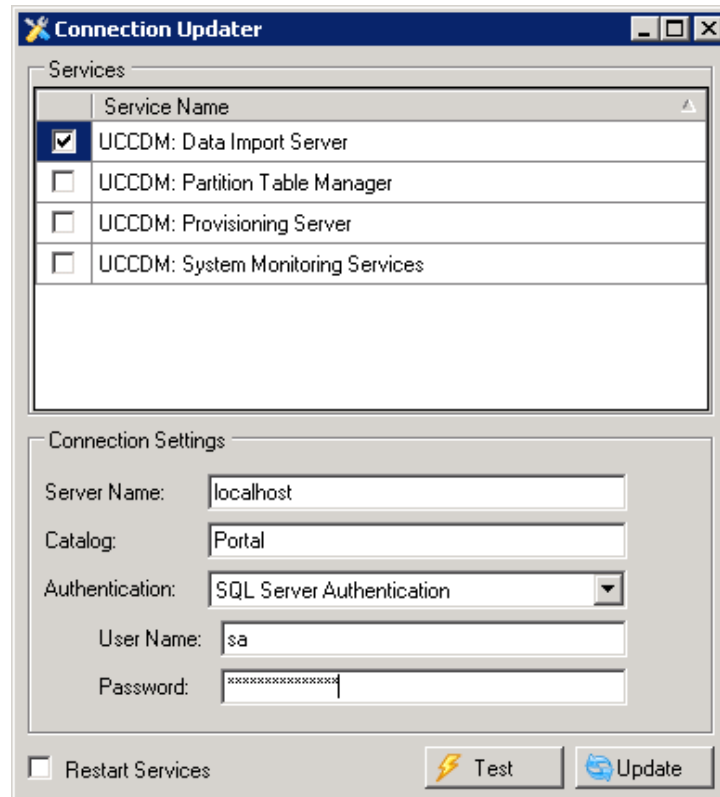 Connection Updater
Services
Service Name
UCCDM: Data Import Server
UCCDM: Partition Table Manager
UCCDM: Provisioning Server
UCCDM: System Monitoring Services
Connection Settings
Server Name: localhost
Catalog: Portal
Authentication: SQL Server Authentication
User Name: sa
Password: xxxxxxxxxxxxxxx
Restart Services Test Update